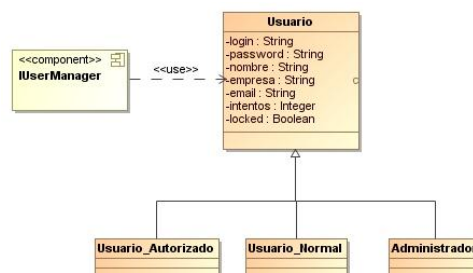 Usuario
-login : String
-password : String
-nombre : String
-empresa : String
-email : String
-intentos : Integer
-locked : Boolean
<<component>>
IUserManager
<<use>>
Usuario_Autorizado
Usuario_Normal
Administrador